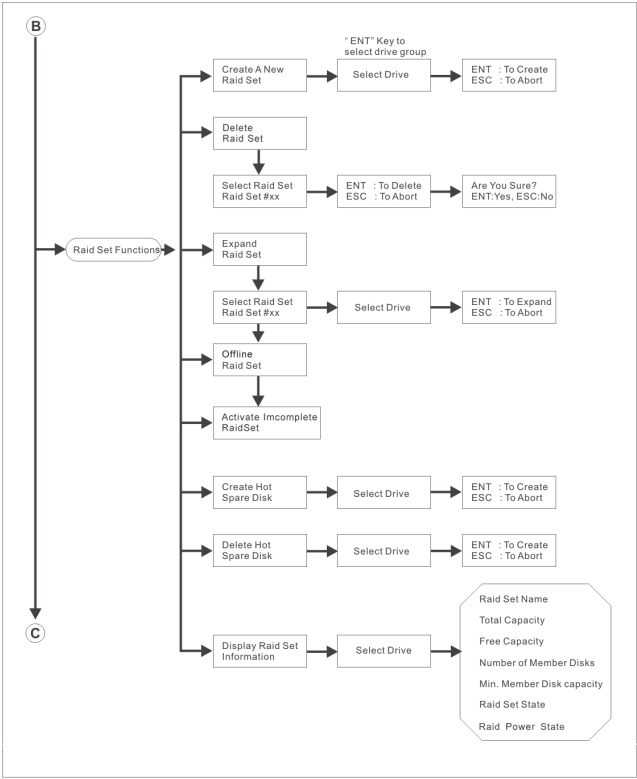 B
" ENT" Key to
select drive group
Create A New
Raid Set
Select Drive
ENT : To Create
ESC : To Abort
Delete
Raid Set
Select Raid Set
Raid Set #xx
ENT : To Delete
ESC : To Abort
Are You Sure?
ENT:Yes, ESC:No
Raid Set Functions
Expand
Raid Set
Select Raid Set
Raid Set #xx
Select Drive
ENT : To Expand
ESC : To Abort
Offline
Raid Set
Activate Imcomplete
RaidSet
Create Hot
Spare Disk
Select Drive
ENT : To Create
ESC : To Abort
Delete Hot
Spare Disk
Select Drive
ENT : To Create
ESC : To Abort
C
Display Raid Set
Information
Select Drive
Raid Set Name
Total Capacity
Free Capacity
Number of Member Disks
Min. Member Disk capacity
Raid Set State
Raid Power State